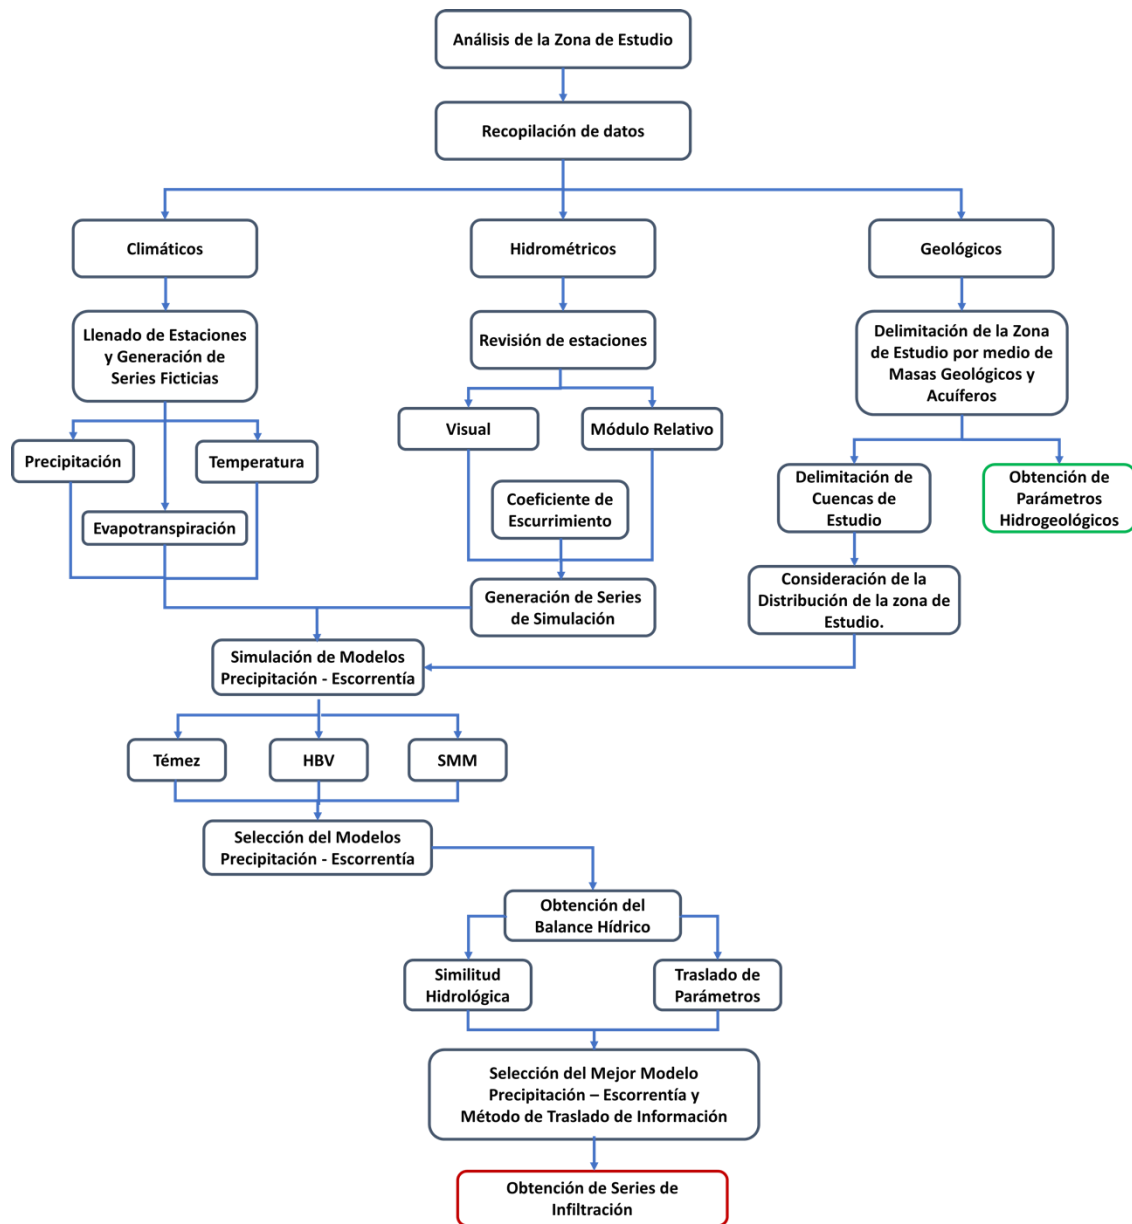 Análisis de la Zona de Estudio
Recopilación de datos
Climáticos
Hidrométricos
Geológicos
Llenado de Estaciones
y Generación de
Series Ficticias
Revisión de estaciones
Delimitación de la Zona
de Estudio por medio de
Masas Geológicos y
Acuíferos
Precipitación
Temperatura
Evapotranspiración
Visual
Módulo Relativo
Coeficiente de
Escurrimiento
Delimitación de
Cuencas de
Estudio
Obtención de
Parámetros
Hidrogeológicos
Generación de Series
de Simulación
Consideración de la
Distribución de la zona de
Estudio.
Simulación de Modelos
Precipitación - Escorrentía
Témez
HBV
SMM
Selección del Modelos
Precipitación - Escorrentía
Obtención del
Balance Hídrico
Similitud
Hidrológica
Traslado de
Parámetros
Selección del Mejor Modelo
Precipitación – Escorrentía y
Método de Traslado de Información
Obtención de Series de
Infiltración